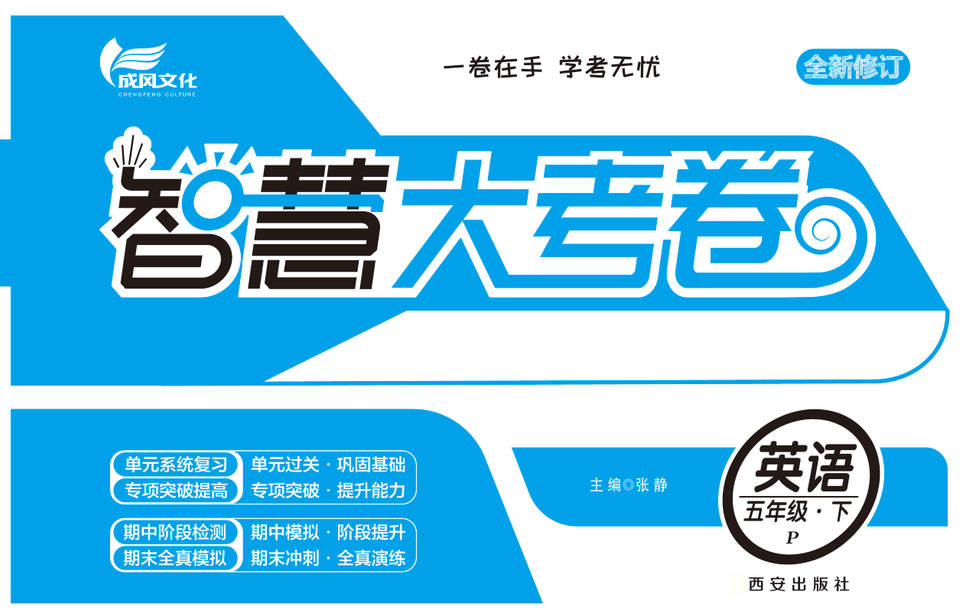 成风文化
CHENGFENG CULTURE
一卷在手 学考无忧
全新修订
智慧大考卷
单元系统复习 单元过关·巩固基础
专项突破提高 专项突破·提升能力
期中阶段检测 期中模拟·阶段提升
期末全真模拟 期末冲刺·全真演练
主编◎张静
英语
五年级·下
P
西安出版社